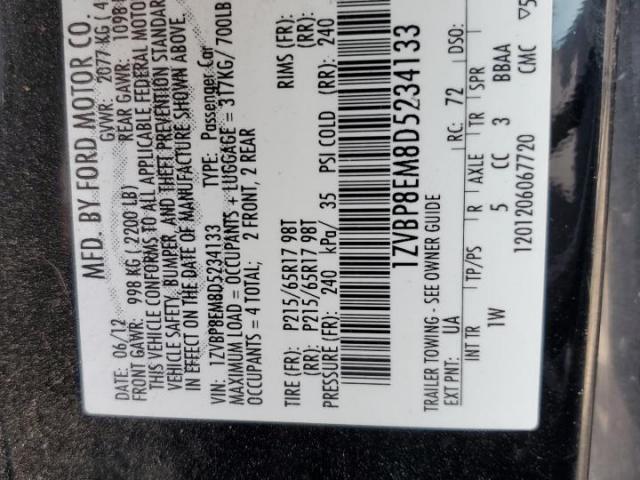 MFD. BY FORD MOTOR CO.
DATE: 06/12 GVWR: 2077 KG ( 4
FRONT GAWR: 998 KG ( 2200 LB) REAR GAWR: 1098
THIS VEHICLE CONFORMS TO ALL APPLICABLE FEDERAL MOTOR
VEHICLE SAFETY, BUMPER, AND THEFT PREVENTION STANDARD
IN EFFECT ON THE DATE OF MANUFACTURE SHOWN ABOVE.
VIN: 1ZVBP8EM8D5234133 TYPE: Passenger Car
MAXIMUM LOAD = OCCUPANTS + LUGGAGE = 317KG/ 700LB
OCCUPANTS = 4 TOTAL; 2 FRONT, 2 REAR
TIRE (FR): P215/65R17 98T RIMS (FR):
(RR): P215/65R17 98T (RR):
PRESSURE (FR): 240 kPa/ 35 PSI COLD (RR): 240
1ZVBP8EM8D5234133
TRAILER TOWING - SEE OWNER GUIDE
EXT PNT: UA RC: 72 DSO:
INT TR TP/PS R AXLE TR SPR
1W 5 CC 3 BBAA
1201206067720 CMC